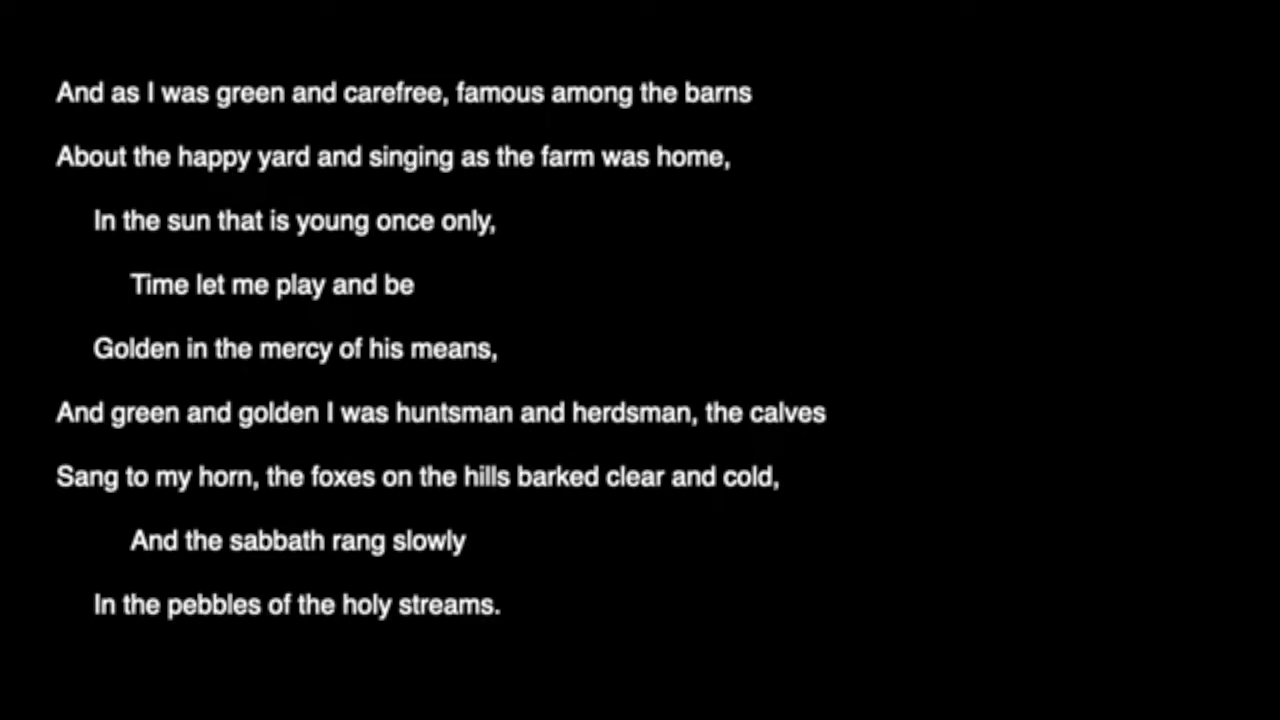 And as I was green and carefree, famous among the barns
About the happy yard and singing as the farm was home,
In the sun that is young once only,
Time let me play and be
Golden in the mercy of his means,
And green and golden I was huntsman and herdsman, the calves
Sang to my horn, the foxes on the hills barked clear and cold,
And the sabbath rang slowly
In the pebbles of the holy streams.